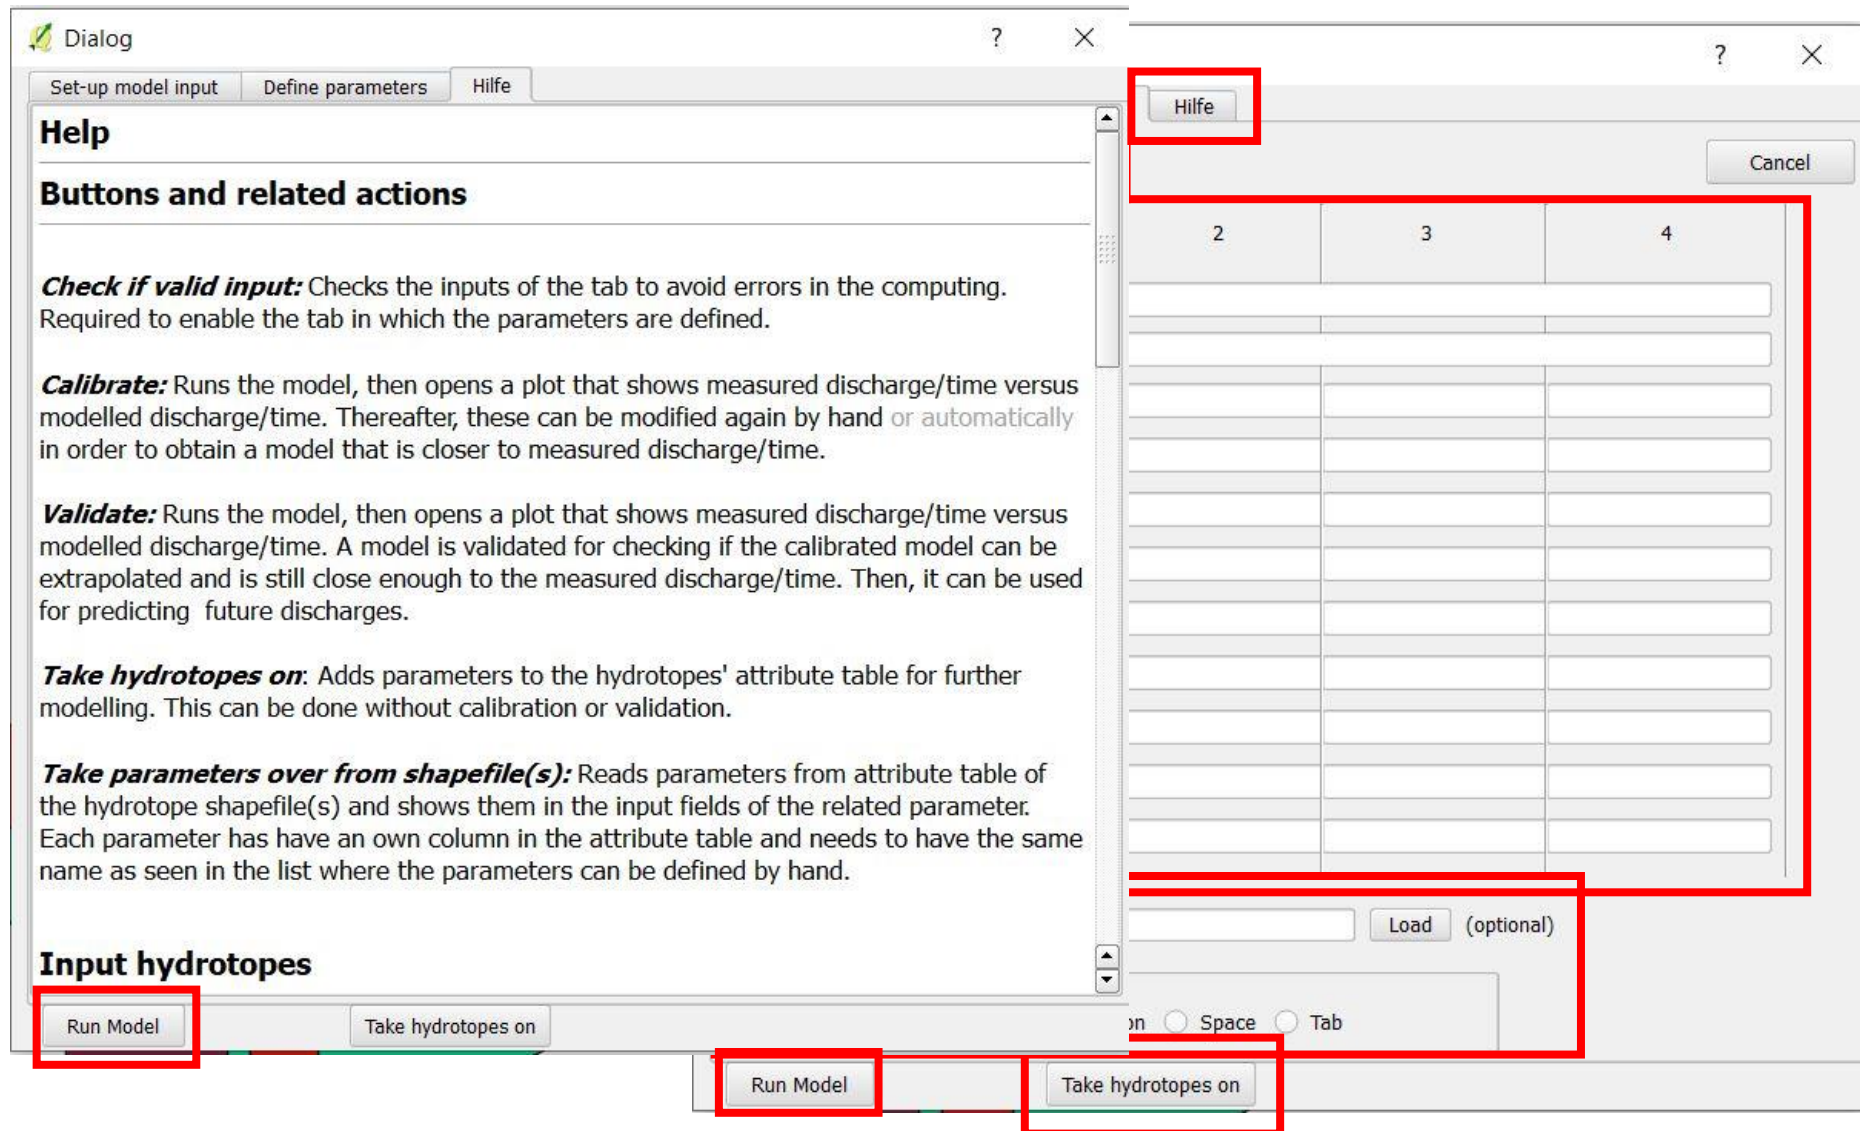 Dialog
?
Set-up model input
Define parameters
Hilfe
Help
Buttons and related actions
Check if valid input: Checks the inputs of the tab to avoid errors in the computing.
Required to enable the tab in which the parameters are defined.
Calibrate: Runs the model, then opens a plot that shows measured discharge/time versus
modelled discharge/time. Thereafter, these can be modified again by hand or automatically
in order to obtain a model that is closer to measured discharge/time.
Validate: Runs the model, then opens a plot that shows measured discharge/time versus
modelled discharge/time. A model is validated for checking if the calibrated model can be
extrapolated and is still close enough to the measured discharge/time. Then, it can be used
for predicting  future discharges.
Take hydrotopes on: Adds parameters to the hydrotopes' attribute table for further
modelling. This can be done without calibration or validation.
Take parameters over from shapefile(s): Reads parameters from attribute table of
the hydrotope shapefile(s) and shows them in the input fields of the related parameter.
Each parameter has have an own column in the attribute table and needs to have the same
name as seen in the list where the parameters can be defined by hand.
Input hydrotopes
Run Model
Take hydrotopes on
?
Hilfe
Cancel
2 3 4
Load (optional)
on Space Tab
Run Model
Take hydrotopes on